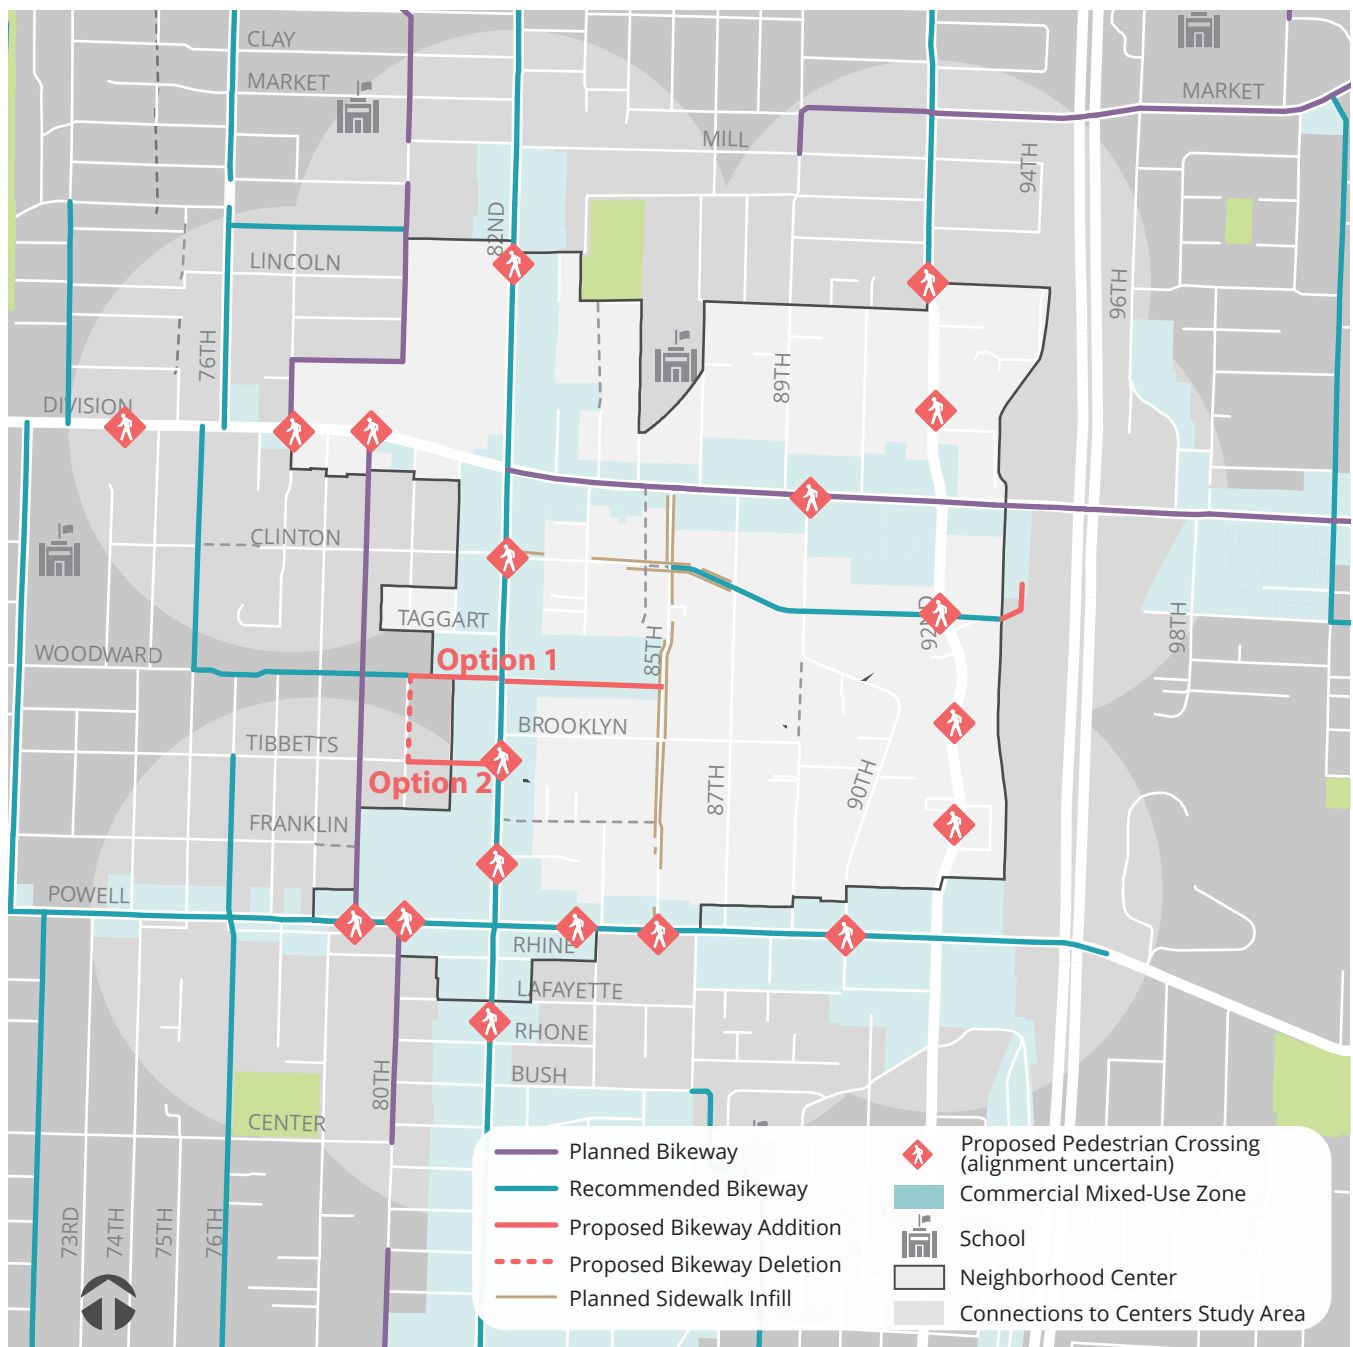 CLAY
MARKET
MARKET
MILL
94TH
82ND
LINCOLN
96TH
76TH
89TH
DIVISION
CLINTON
TAGGART
92ND
98TH
85TH
WOODWARD
Option 1
BROOKLYN
TIBBETTS
Option 2
87TH
90TH
FRANKLIN
POWELL
RHINE
LAFAYETTE
RHONE
BUSH
80TH
CENTER
73RD
74TH
75TH
76TH
Planned Bikeway
Recommended Bikeway
Proposed Bikeway Addition
Proposed Bikeway Deletion
Planned Sidewalk Infill
Proposed Pedestrian Crossing
(alignment uncertain)
Commercial Mixed-Use Zone
School
Neighborhood Center
Connections to Centers Study Area